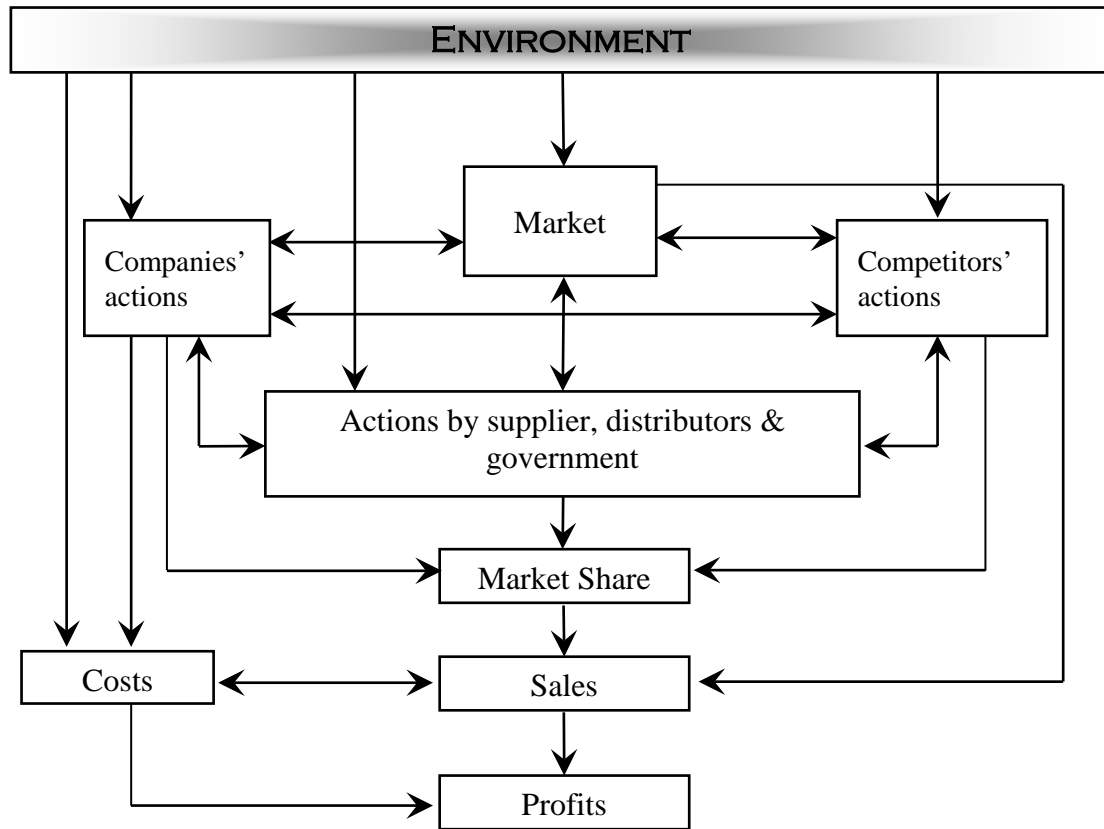 ENVIRONMENT
Market
Companies’
actions
Competitors’
actions
Actions by supplier, distributors &
government
Market Share
Costs
Sales
Profits